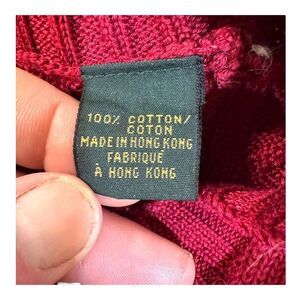 100% COTTON/
COTON
MADE IN HONG KONG
FABRIQUÉ
À HONG KONG